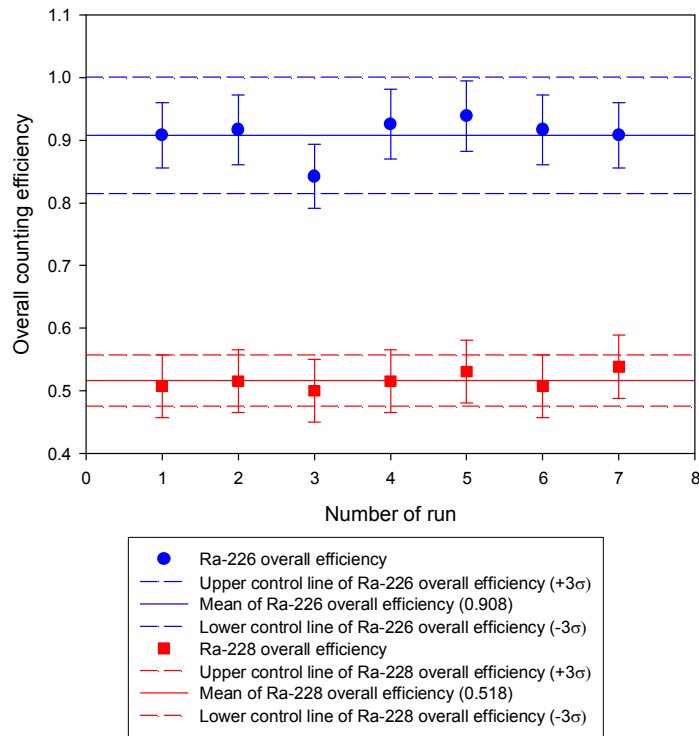 1.1
1.0
0.9
0.8
0.7
0.6
0.5
0.4
Overall counting efficiency
0 1 2 3 4 5 6 7 8
Number of run
Ra-226 overall efficiency
Upper control line of Ra-226 overall efficiency (+3σ)
Mean of Ra-226 overall efficiency (0.908)
Lower control line of Ra-226 overall efficiency (-3σ)
Ra-228 overall efficiency
Upper control line of Ra-228 overall efficiency (+3σ)
Mean of Ra-228 overall efficiency (0.518)
Lower control line of Ra-228 overall efficiency (-3σ)